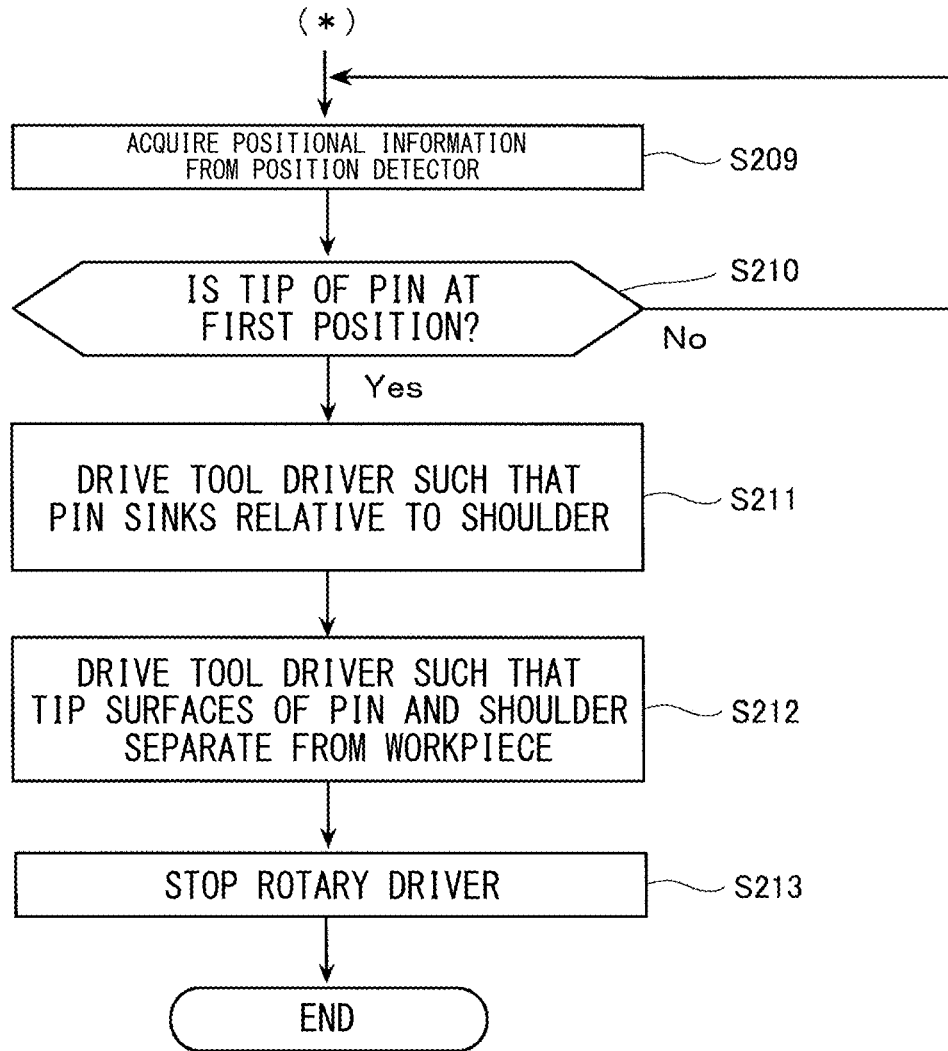 (*)
ACQUIRE POSITIONAL INFORMATION
FROM POSITION DETECTOR
S209
IS TIP OF PIN AT
FIRST POSITION?
S210
No
Yes
DRIVE TOOL DRIVER SUCH THAT
PIN SINKS RELATIVE TO SHOULDER
S211
DRIVE TOOL DRIVER SUCH THAT
TIP SURFACES OF PIN AND SHOULDER
SEPARATE FROM WORKPIECE
S212
STOP ROTARY DRIVER
S213
END